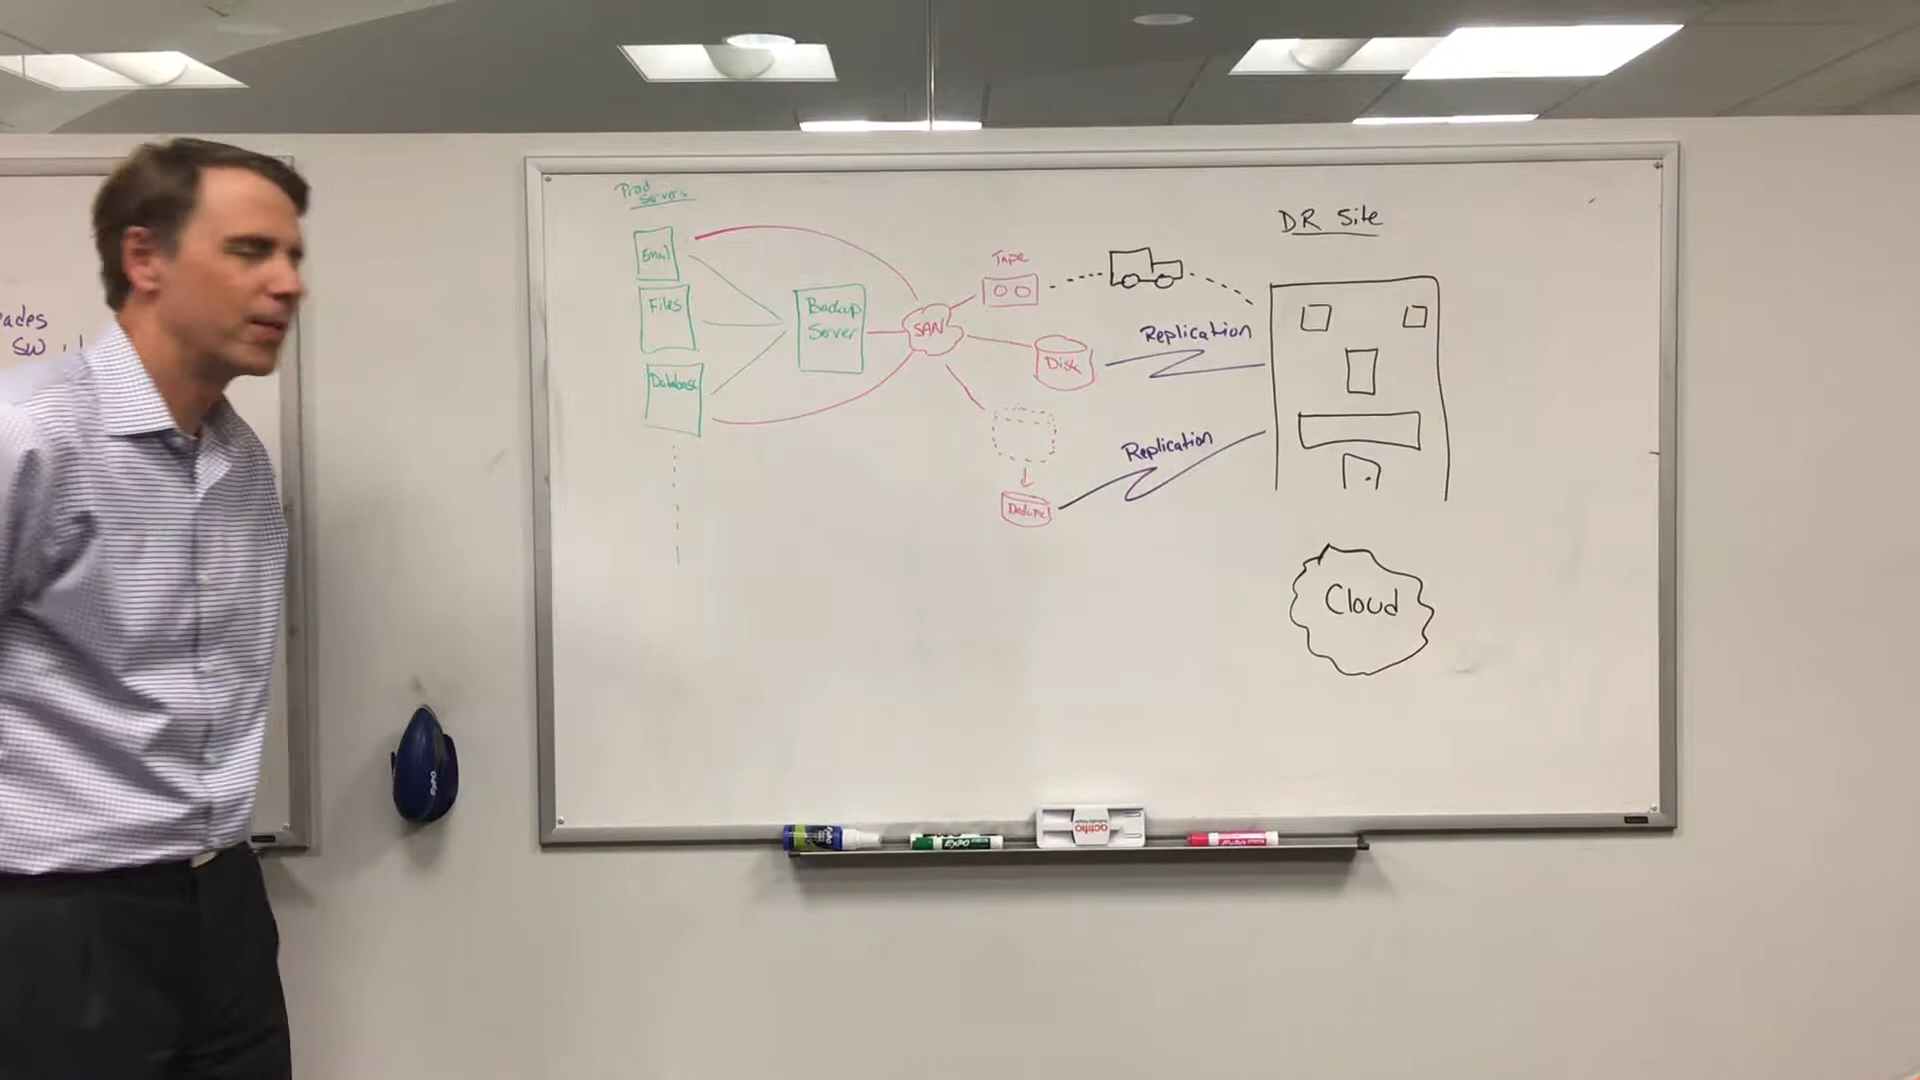 Prod
Servers
Email
Files
Database
Backup
Server
SAN
Tape
Disk
Dedupe
Replication
Replication
DR Site
Cloud
ades
SW
EXPO
EXPO
actifio